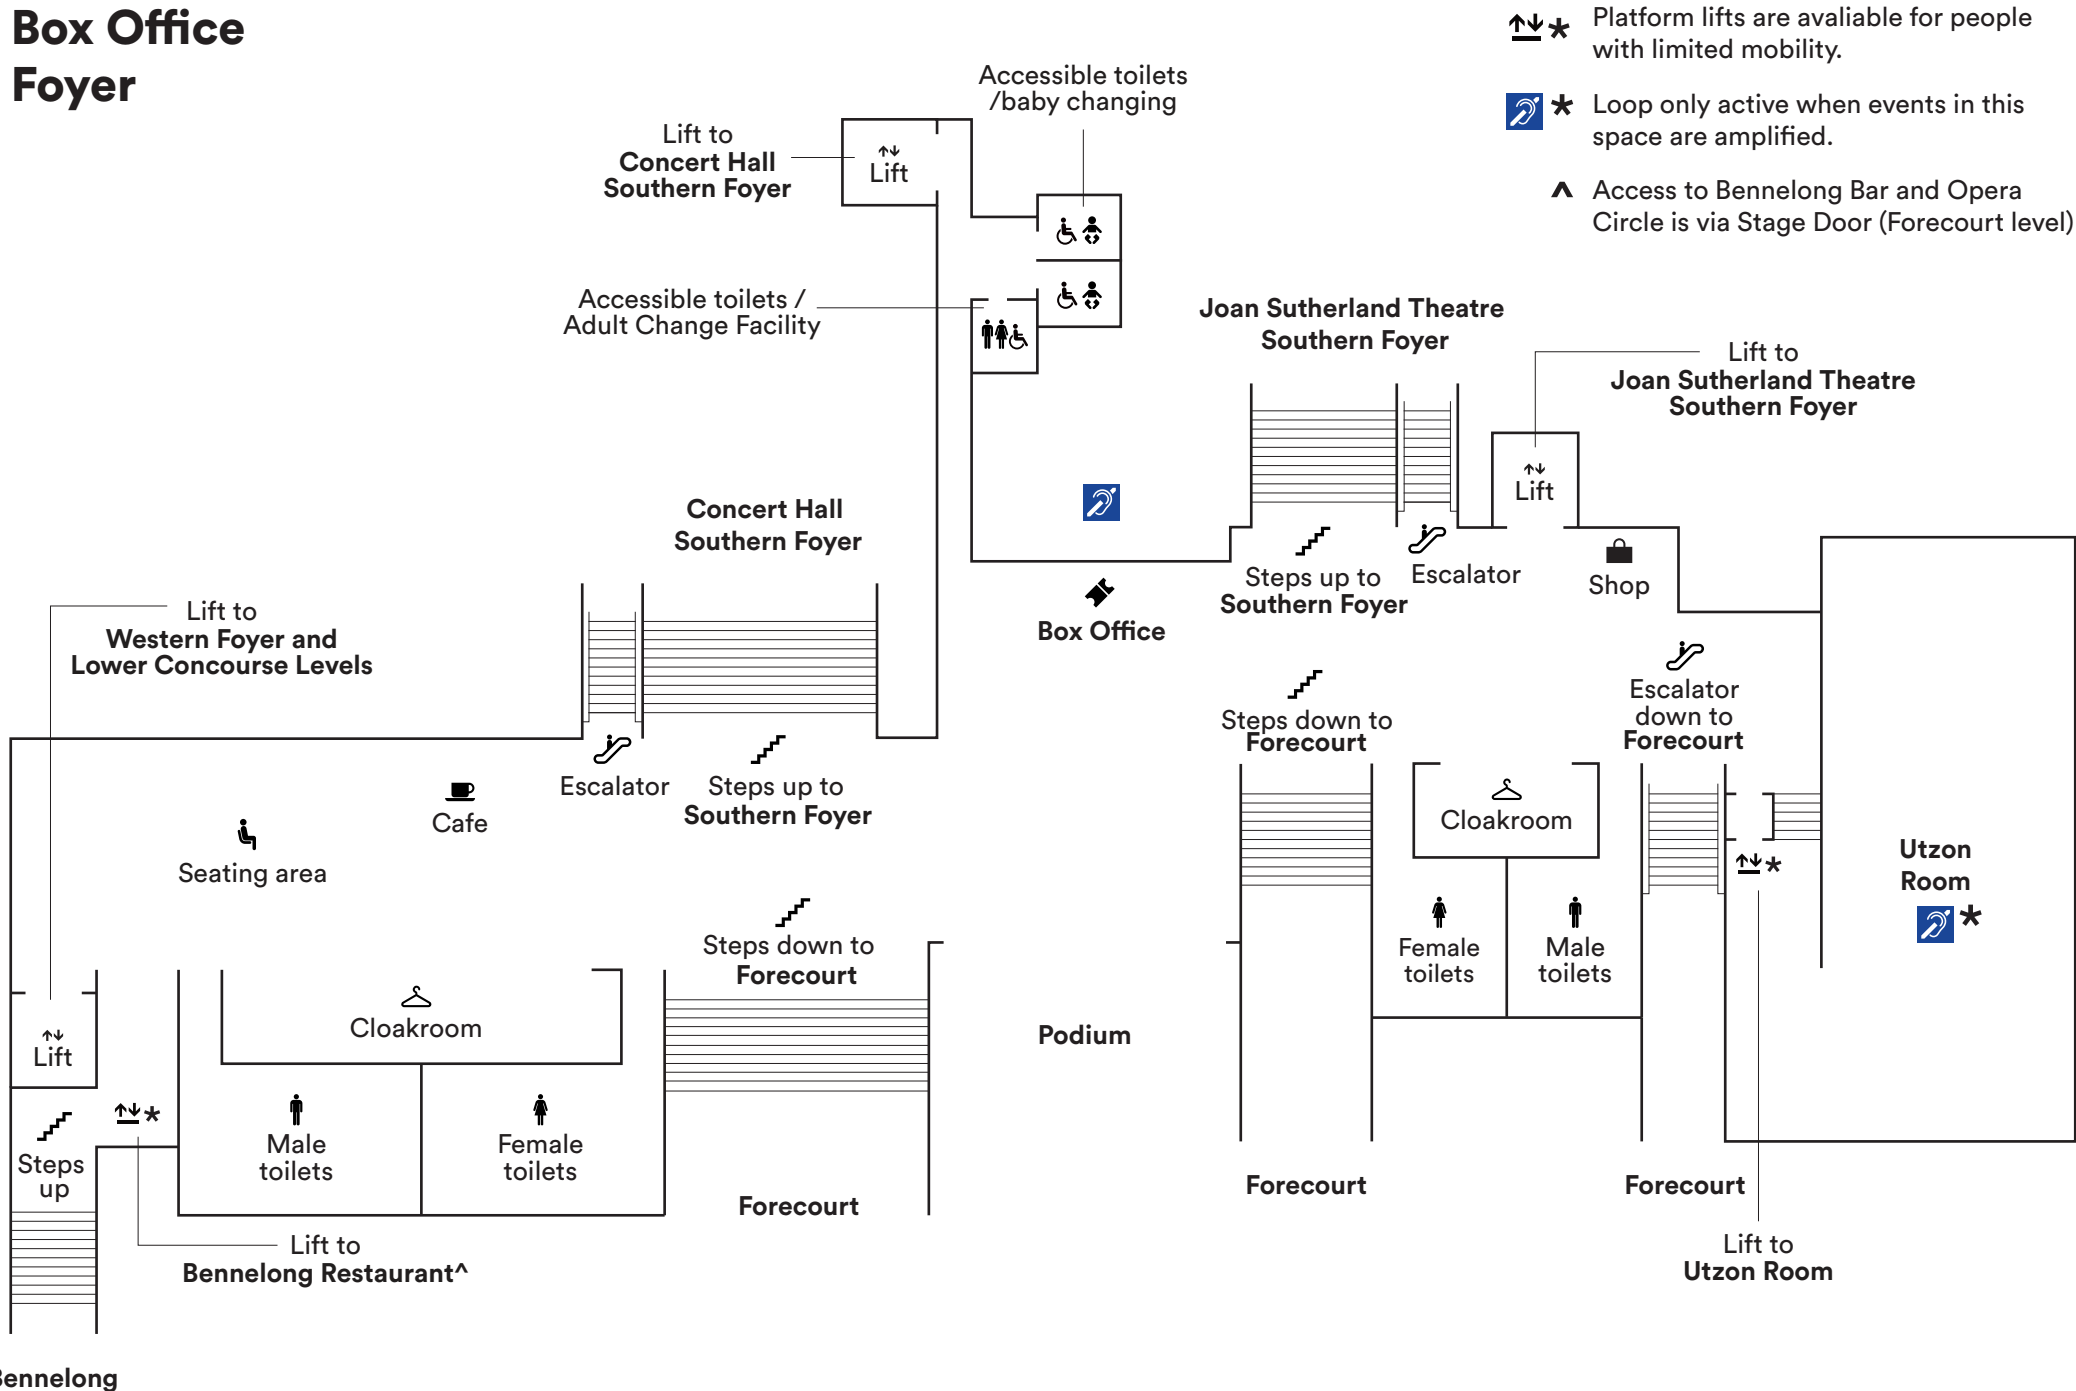 Box Office
Foyer
Platform lifts are avaliable for people
with limited mobility.
* Loop only active when events in this
space are amplified.
^ Access to Bennelong Bar and Opera
Circle is via Stage Door (Forecourt level)
Accessible toilets
/baby changing
Lift to
Concert Hall
Southern Foyer
Lift
Accessible toilets /
Adult Change Facility
Joan Sutherland Theatre
Southern Foyer
Lift to
Joan Sutherland Theatre
Southern Foyer
Lift
Concert Hall
Southern Foyer
Steps up to
Southern Foyer
Escalator
Shop
Box Office
Lift to
Western Foyer and
Lower Concourse Levels
Escalator
down to
Forecourt
Steps down to
Forecourt
Escalator
Steps up to
Southern Foyer
Cafe
Seating area
Cloakroom
Utzon
Room
*
Female
toilets
Male
toilets
Steps down to
Forecourt
Cloakroom
Lift
Podium
Steps
up
Male
toilets
Female
toilets
Forecourt
Forecourt
Forecourt
Lift to
Bennelong Restaurant^
Lift to
Utzon Room
Bennelong